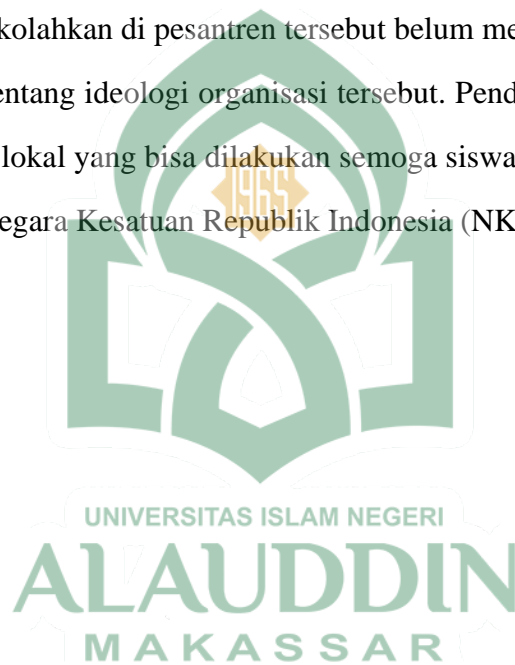 kolahkan di pesantren tersebut belum me
entang ideologi organisasi tersebut. Pend
lokal yang bisa dilakukan semoga siswa
egara Kesatuan Republik Indonesia (NK
1965
UNIVERSITAS ISLAM NEGERI
ALAUDDIN
MAKASSAR